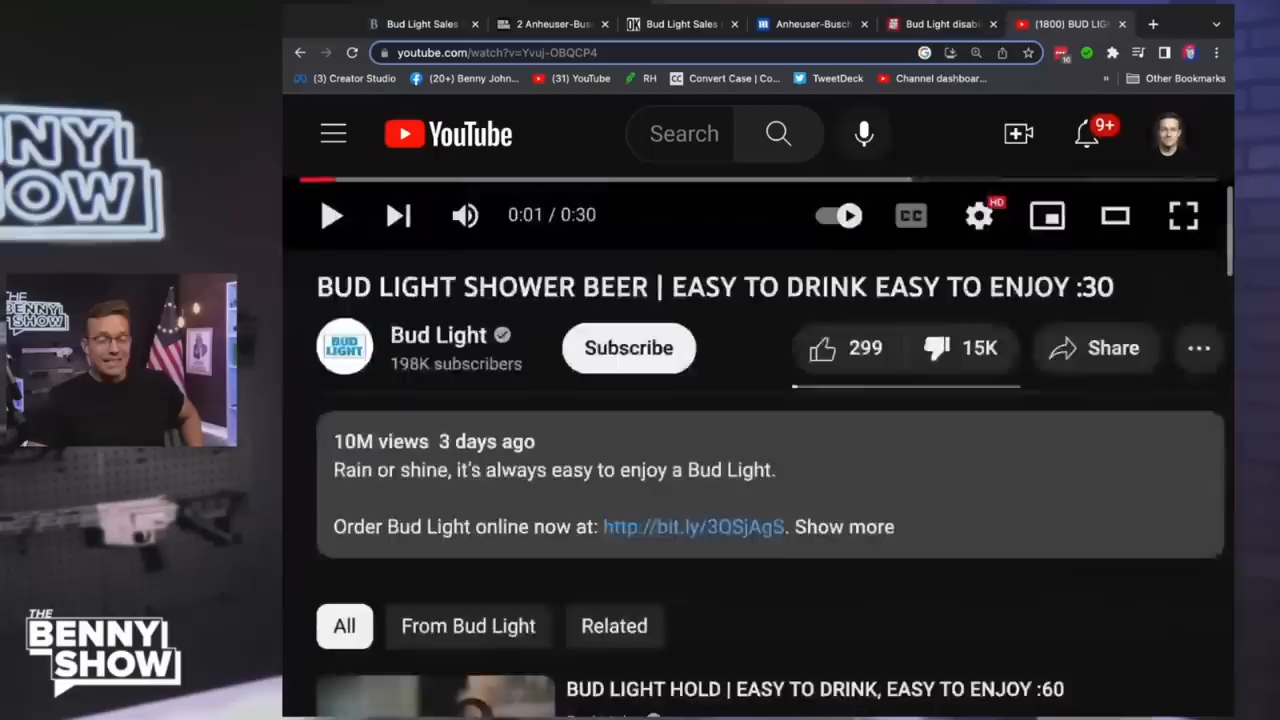 Bud Light Sales
2 Anheuser-Bus
Bud Light Sales
Anheuser-Busch
Bud Light disab
(1800) BUD LIG
youtube.com/watch?v=Yvuj-OBQCP4
(3) Creator Studio
(20+) Benny John...
(31) YouTube
RH
Convert Case | Co...
TweetDeck
Channel dashboar...
»
Other Bookmarks
YouTube
Search
9+
0:01 / 0:30
CC
HD
BUD LIGHT SHOWER BEER | EASY TO DRINK EASY TO ENJOY :30
BUD LIGHT
Bud Light
198K subscribers
Subscribe
299
15K
Share
10M views 3 days ago
Rain or shine, it's always easy to enjoy a Bud Light.
Order Bud Light online now at: http://bit.ly/3QSjAgS. Show more
All
From Bud Light
Related
BUD LIGHT HOLD | EASY TO DRINK, EASY TO ENJOY :60
NNY
OW
THE
BENNY
SHOW
THE
BENNY
SHOW